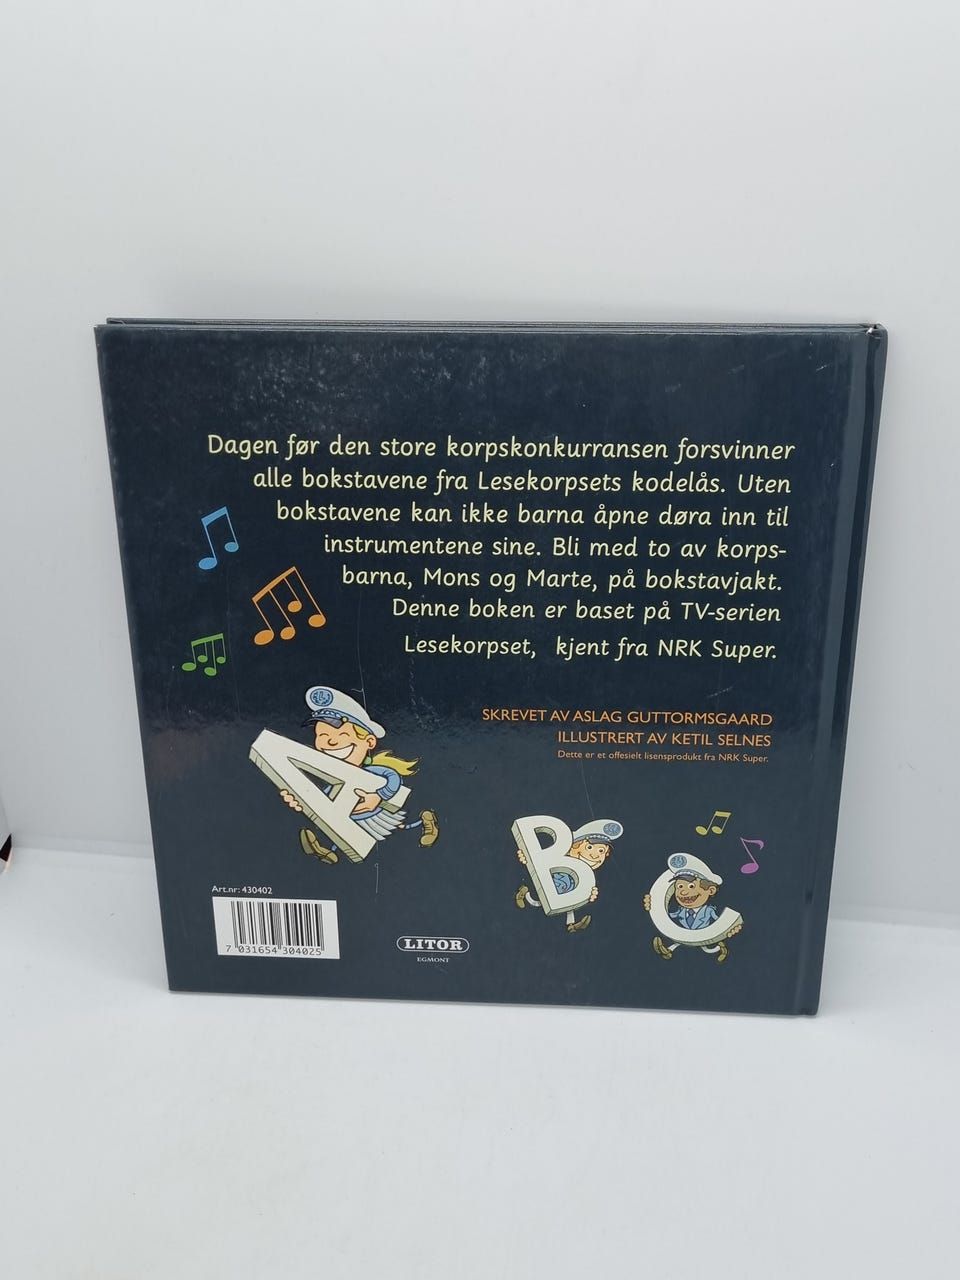 Dagen før den store korpskonkurransen forsvinner
alle bokstavene fra Lesekorpsets kodelås. Uten
bokstavene kan ikke barna åpne døra inn til
instrumentene sine. Bli med to av korps-
barna, Mons og Marte, på bokstavjakt.
Denne boken er baset på TV-serien
Lesekorpset, kjent fra NRK Super.
SKREVET AV ASLAG GUTTORMSGAARD
ILLUSTRERT AV KETIL SELNES
Dette er et offesielt lisensprodukt fra NRK Super.
A
B
C
Art.nr: 430402
7 031654 304025
LITOR
EGMONT